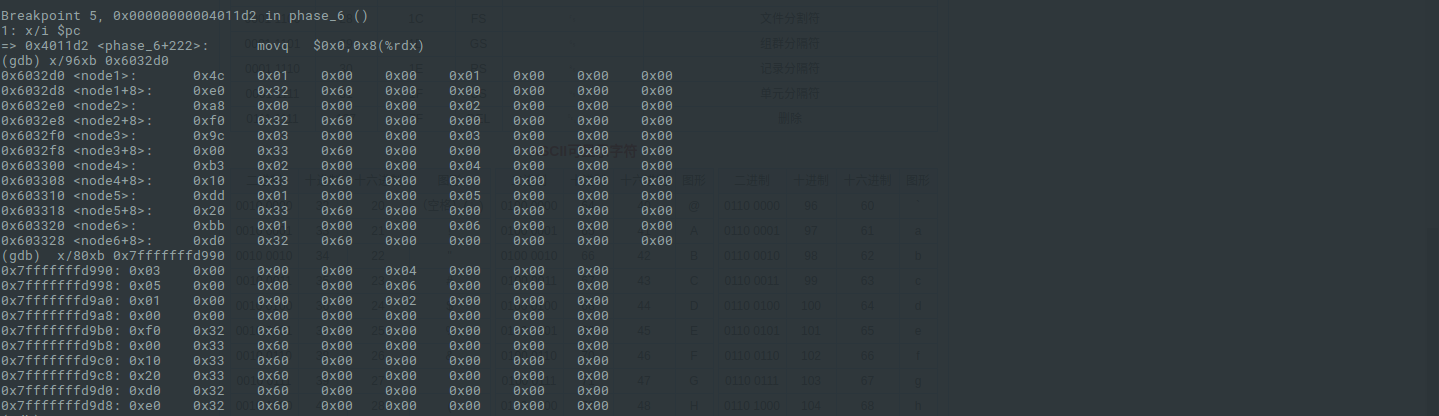 Breakpoint 5, 0x00000000004011d2 in phase_6 ()
1: x/i $pc
=> 0x4011d2 <phase_6+222>: movq $0x0,0x8(%rdx)
(gdb) x/96xb 0x6032d0
0x6032d0 <node1>: 0x4c 0x01 0x00 0x00 0x01 0x00 0x00 0x00
0x6032d8 <node1+8>: 0xe0 0x32 0x60 0x00 0x00 0x00 0x00 0x00
0x6032e0 <node2>: 0xa8 0x00 0x00 0x00 0x02 0x00 0x00 0x00
0x6032e8 <node2+8>: 0xf0 0x32 0x60 0x00 0x00 0x00 0x00 0x00
0x6032f0 <node3>: 0x9c 0x03 0x00 0x00 0x03 0x00 0x00 0x00
0x6032f8 <node3+8>: 0x00 0x33 0x60 0x00 0x00 0x00 0x00 0x00
0x603300 <node4>: 0xb3 0x02 0x00 0x00 0x04 0x00 0x00 0x00
0x603308 <node4+8>: 0x10 0x33 0x60 0x00 0x00 0x00 0x00 0x00
0x603310 <node5>: 0xdd 0x01 0x00 0x00 0x05 0x00 0x00 0x00
0x603318 <node5+8>: 0x20 0x33 0x60 0x00 0x00 0x00 0x00 0x00
0x603320 <node6>: 0xbb 0x01 0x00 0x00 0x06 0x00 0x00 0x00
0x603328 <node6+8>: 0xd0 0x32 0x60 0x00 0x00 0x00 0x00 0x00
(gdb) x/80xb 0x7fffffffd990
0x7fffffffd990: 0x03 0x00 0x00 0x00 0x04 0x00 0x00 0x00
0x7fffffffd998: 0x05 0x00 0x00 0x00 0x06 0x00 0x00 0x00
0x7fffffffd9a0: 0x01 0x00 0x00 0x00 0x02 0x00 0x00 0x00
0x7fffffffd9a8: 0x00 0x00 0x00 0x00 0x00 0x00 0x00 0x00
0x7fffffffd9b0: 0xf0 0x32 0x60 0x00 0x00 0x00 0x00 0x00
0x7fffffffd9b8: 0x00 0x33 0x60 0x00 0x00 0x00 0x00 0x00
0x7fffffffd9c0: 0x10 0x33 0x60 0x00 0x00 0x00 0x00 0x00
0x7fffffffd9c8: 0x20 0x33 0x60 0x00 0x00 0x00 0x00 0x00
0x7fffffffd9d0: 0xd0 0x32 0x60 0x00 0x00 0x00 0x00 0x00
0x7fffffffd9d8: 0xe0 0x32 0x60 0x00 0x00 0x00 0x00 0x00